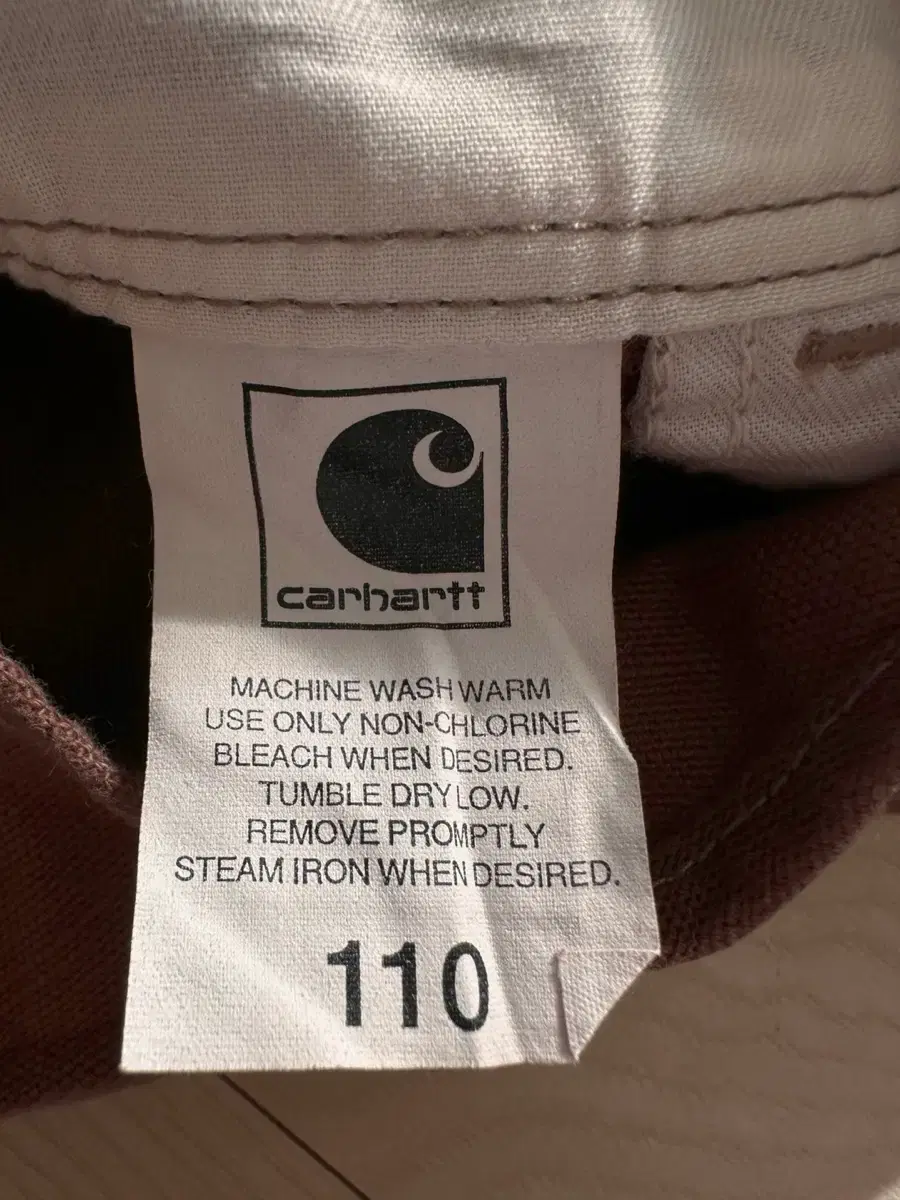 carhartt
MACHINE WASH WARM
USE ONLY NON-CHLORINE
BLEACH WHEN DESIRED.
TUMBLE DRY LOW.
REMOVE PROMPTLY
STEAM IRON WHEN DESIRED.
110